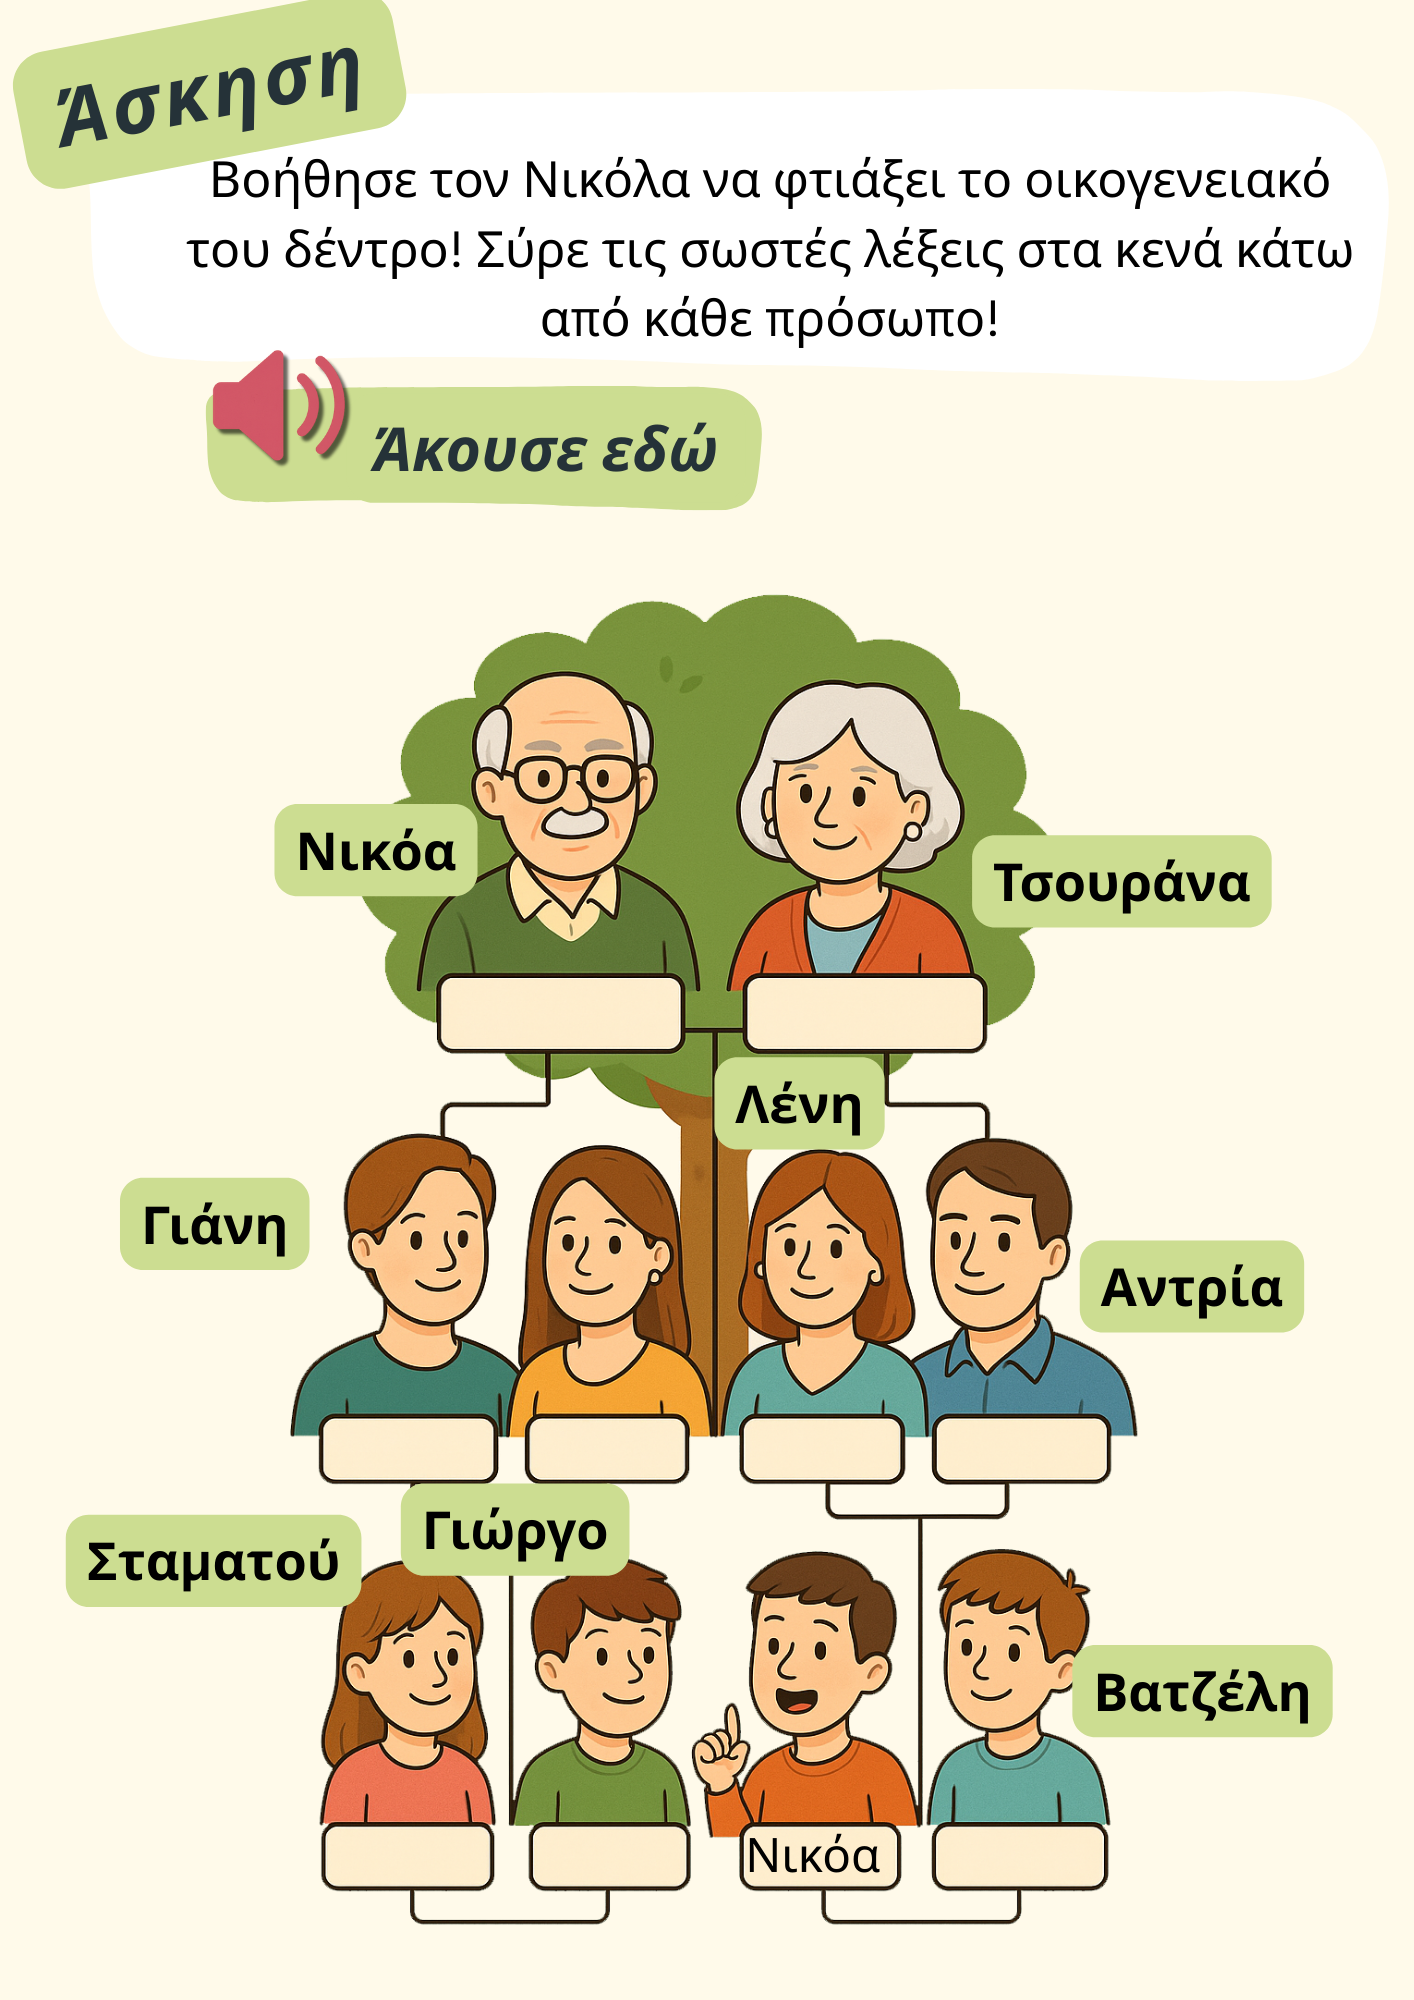 Άσκηση
Βοήθησε τον Νικόλα να φτιάξει το οικογενειακό
του δέντρο! Σύρε τις σωστές λέξεις στα κενά κάτω
από κάθε πρόσωπο!
Άκουσε εδώ
Νικόα
Τσουράνα
Λένη
Γιάνη
Αντρία
Γιώργο
Σταματού
Βατζέλη
Νικόα